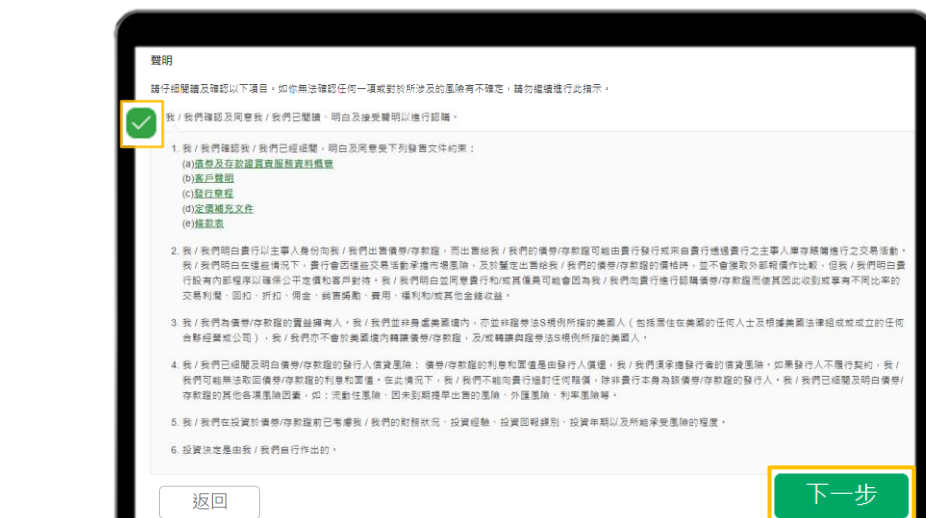 聲明
請仔細閱讀及確認以下項目。如你無法確認任何一項或對於所涉及的風險有不確定，請勿繼續進行此指示。
我 / 我們確認及同意我 / 我們已閱讀、明白及接受聲明以進行認購。
1. 我 / 我們確認我 / 我們已經細閱，明白及同意受下列發售文件約束：
(a)債券及存款證買賣服務資料概覽
(b)客戶聲明
(c)發行章程
(d)定價補充文件
(e)條款表
2. 我 / 我們明白貴行以主事人身份向我 / 我們出售債券/存款證，而出售給我 / 我們的債券/存款證可能由貴行發行或來自貴行透過貴行之主事人庫存賬簿進行之交易活動。
我 / 我們明白在這些情況下，貴行會因這些交易活動承擔市場風險，及於釐定出售給我 / 我們的債券/存款證的價格時，並不會獲取外部報價作比較，但我 / 我們明白貴
行設有內部程序以確保公平定價和客戶對待。我 / 我們明白並同意貴行和/或其僱員可能會因為我 / 我們向貴行進行認購債券/存款證而使其因此收到或享有不同比率的
交易利潤、回扣、折扣、佣金、銷售獎勵、費用、福利和/或其他金錢收益。
3. 我 / 我們為債券/存款證的實益擁有人。我 / 我們並非身處美國境內，亦並非證券法S規例所指的美國人（包括居住在美國的任何人士及根據美國法律組成或成立的任何
合夥經營或公司），我 / 我們亦不會於美國境內轉讓債券/存款證，及/或轉讓與證券法S規例所指的美國人。
4. 我 / 我們已細閱及明白債券/存款證的發行人信貸風險： 債券/存款證的利息和面值是由發行人償還，我 / 我們須承擔發行者的信貸風險。如果發行人不履行契約，我 /
我們可能無法取回債券/存款證的利息和面值。在此情況下，我 / 我們不能向貴行追討任何賠償，除非貴行本身為該債券/存款證的發行人。我 / 我們已細閱及明白債券/
存款證的其他各項風險因素，如：流動性風險、因未到期提早出售的風險、外匯風險、利率風險等。
5. 我 / 我們在投資於債券/存款證前已考慮我 / 我們的財務狀況、投資經驗、投資回報類別、投資年期以及所能承受風險的程度。
6. 投資決定是由我 / 我們自行作出的。
返回
下一步